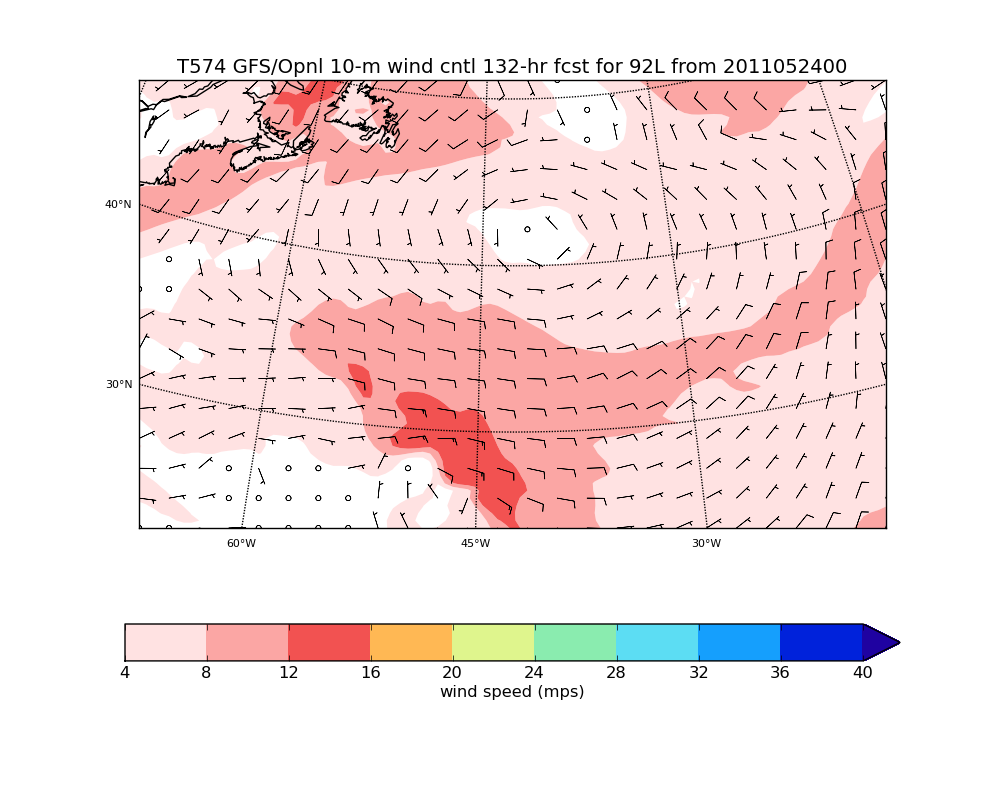 T574 GFS/Opnl 10-m wind cntl 132-hr fcst for 92L from 2011052400
40°N
30°N
60°W 45°W 30°W
4 8 12 16 20 24 28 32 36 40
wind speed (mps)